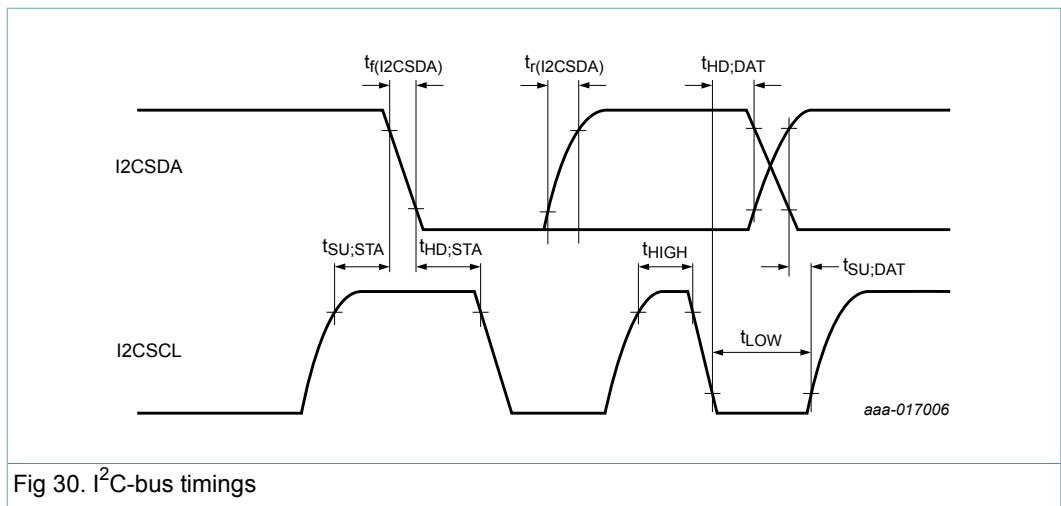 tf(I2CSDA) tr(I2CSDA) tHD;DAT
I2CSDA
tSU;STA tHD;STA tHIGH tSU;DAT
I2CSCL
tLOW
aaa-017006
Fig 30. I²C-bus timings